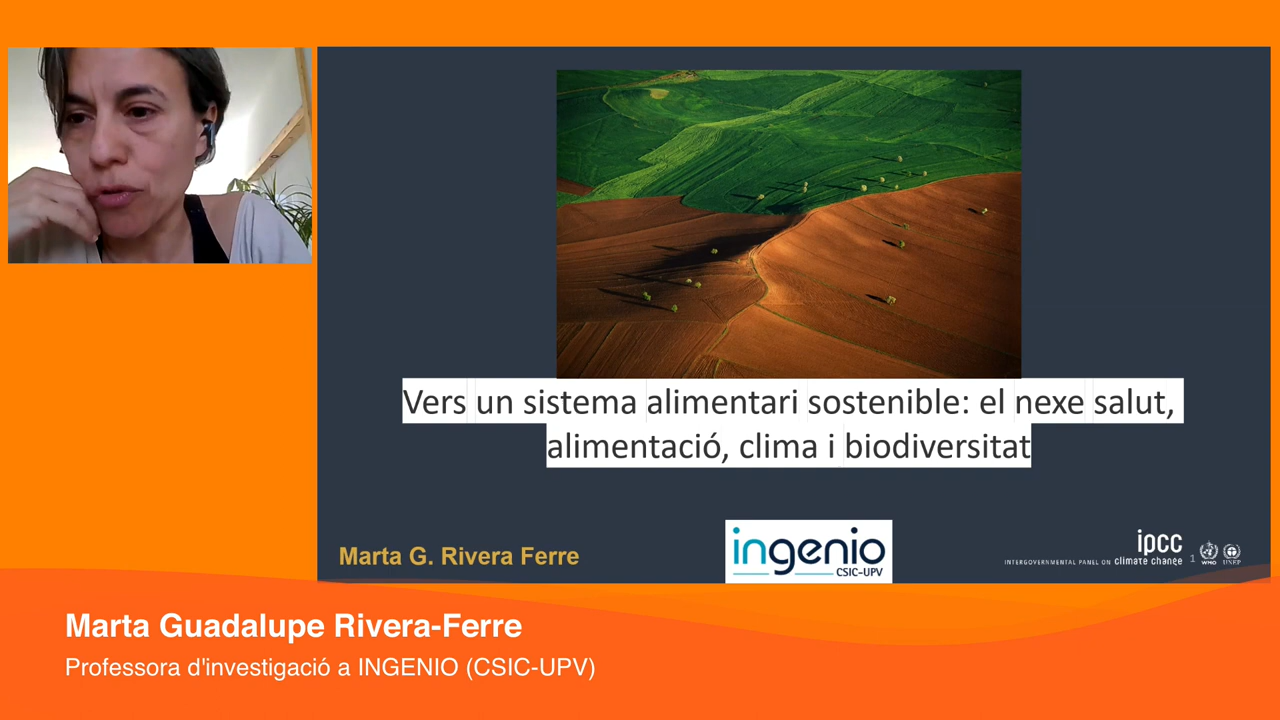 Vers un sistema alimentari sostenible: el nexe salut,
alimentació, clima i biodiversitat
Marta G. Rivera Ferre
ingenio
CSIC-UPV
ipcc
INTERGOVERNMENTAL PANEL ON climate change
WMO
UNEP
1
Marta Guadalupe Rivera-Ferre
Professora d'investigació a INGENIO (CSIC-UPV)